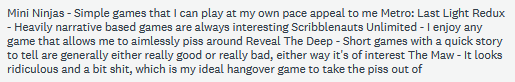 Mini Ninjas - Simple games that I can play at my own pace appeal to me Metro: Last Light Redux
- Heavily narrative based games are always interesting Scribblenauts Unlimited - I enjoy any
game that allows me to aimlessly piss around Reveal The Deep - Short games with a quick story
to tell are generally either really good or really bad, either way it's of interest The Maw - It looks
ridiculous and a bit shit, which is my ideal hangover game to take the piss out of